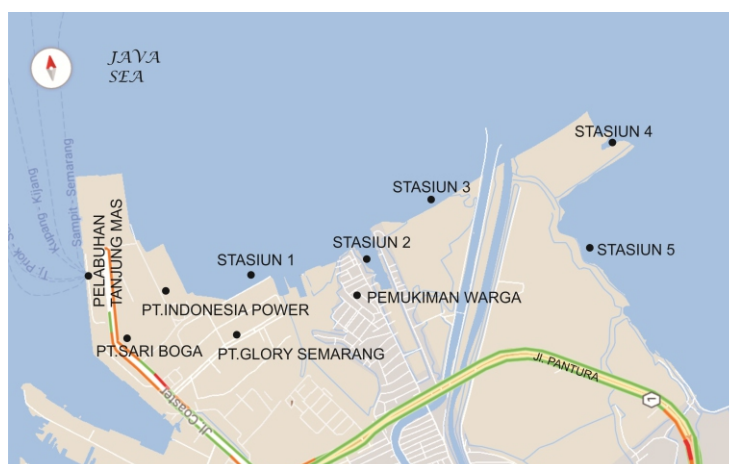 JAVA
SEA
STASIUN 4
STASIUN 3
Sampit - Semarang
Kupang - Kijang
PELABUHAN
TANJUNG MAS
STASIUN 1
STASIUN 2
STASIUN 5
PT.INDONESIA POWER
PEMUKIMAN WARGA
PT.SARI BOGA
PT.GLORY SEMARANG
Jl. PANTURA
Jl. Coaster
1